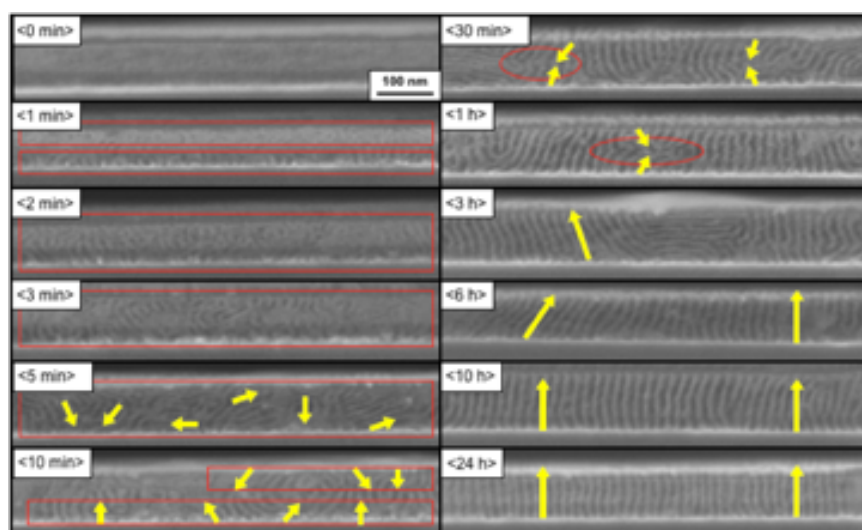 <0 min>
100 nm
<1 min>
<2 min>
<3 min>
<5 min>
<10 min>
<30 min>
<1 h>
<3 h>
<6 h>
<10 h>
<24 h>